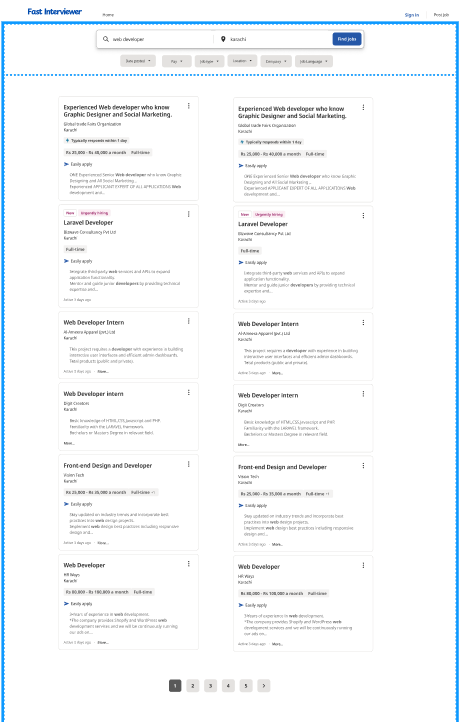 Fast Interviewer
Home
Sign in
Post job
web developer
karachi
Find jobs
Date posted
Pay
Job type
Location
Company
Job Language
Experienced Web developer who know
Graphic Designer and Social Marketing.
Global trade Fairs Organization
Karachi
Typically responds within 1 day
Rs 25,000 - Rs 40,000 a month Full-time
Easily apply
ONE Experienced Senior Web developer who know Graphic
Designing and All Social Marketing...
Experienced APPLICANT EXPERT OF ALL APPLICATIONS Web
development and...
New Urgently hiring
Laravel Developer
Bizwave Consultancy Pvt Ltd
Karachi
Full-time
Easily apply
Integrate third-party web services and APIs to expand
application functionality.
Mentor and guide junior developers by providing technical
expertise and...
Active 3 days ago
Web Developer Intern
Al-Ameera Apparel (pvt.) Ltd
Karachi
This project requires a developer with experience in building
interactive user interfaces and efficient admin dashboards.
Total products (public and private).
Active 3 days ago
More...
Web Developer intern
Digit Creators
Karachi
Basic knowledge of HTML,CSS,Javascript and PHP.
Familiarity with the LARAVEL framework.
Bachelors or Masters Degree in relevant field.
More...
Front-end Design and Developer
Vision Tech
Karachi
Rs 25,000 - Rs 35,000 a month Full-time +1
Easily apply
Stay updated on industry trends and incorporate best
practices into web design projects.
Implement web design best practices including responsive
design and...
Active 3 days ago
More...
Web Developer
HR Ways
Karachi
Rs 80,000 - Rs 100,000 a month Full-time
Easily apply
3+Years of experience in web development.
*The company provides Shopify and WordPress web
development services and we will be continuously running
our ads on...
Active 3 days ago
More...
Experienced Web developer who know
Graphic Designer and Social Marketing.
Global trade Fairs Organization
Karachi
Typically responds within 1 day
Rs 25,000 - Rs 40,000 a month Full-time
Easily apply
ONE Experienced Senior Web developer who know Graphic
Designing and All Social Marketing...
Experienced APPLICANT EXPERT OF ALL APPLICATIONS Web
development and...
New Urgently hiring
Laravel Developer
Bizwave Consultancy Pvt Ltd
Karachi
Full-time
Easily apply
Integrate third-party web services and APIs to expand
application functionality.
Mentor and guide junior developers by providing technical
expertise and...
Active 3 days ago
Web Developer Intern
Al-Ameera Apparel (pvt.) Ltd
Karachi
This project requires a developer with experience in building
interactive user interfaces and efficient admin dashboards.
Total products (public and private).
Active 3 days ago
More...
Web Developer intern
Digit Creators
Karachi
Basic knowledge of HTML,CSS,Javascript and PHP.
Familiarity with the LARAVEL framework.
Bachelors or Masters Degree in relevant field.
More...
Front-end Design and Developer
Vision Tech
Karachi
Rs 25,000 - Rs 35,000 a month Full-time +1
Easily apply
Stay updated on industry trends and incorporate best
practices into web design projects.
Implement web design best practices including responsive
design and...
Active 3 days ago
More...
Web Developer
HR Ways
Karachi
Rs 80,000 - Rs 100,000 a month Full-time
Easily apply
3+Years of experience in web development.
*The company provides Shopify and WordPress web
development services and we will be continuously running
our ads on...
Active 3 days ago
More...
1 2 3 4 5 >